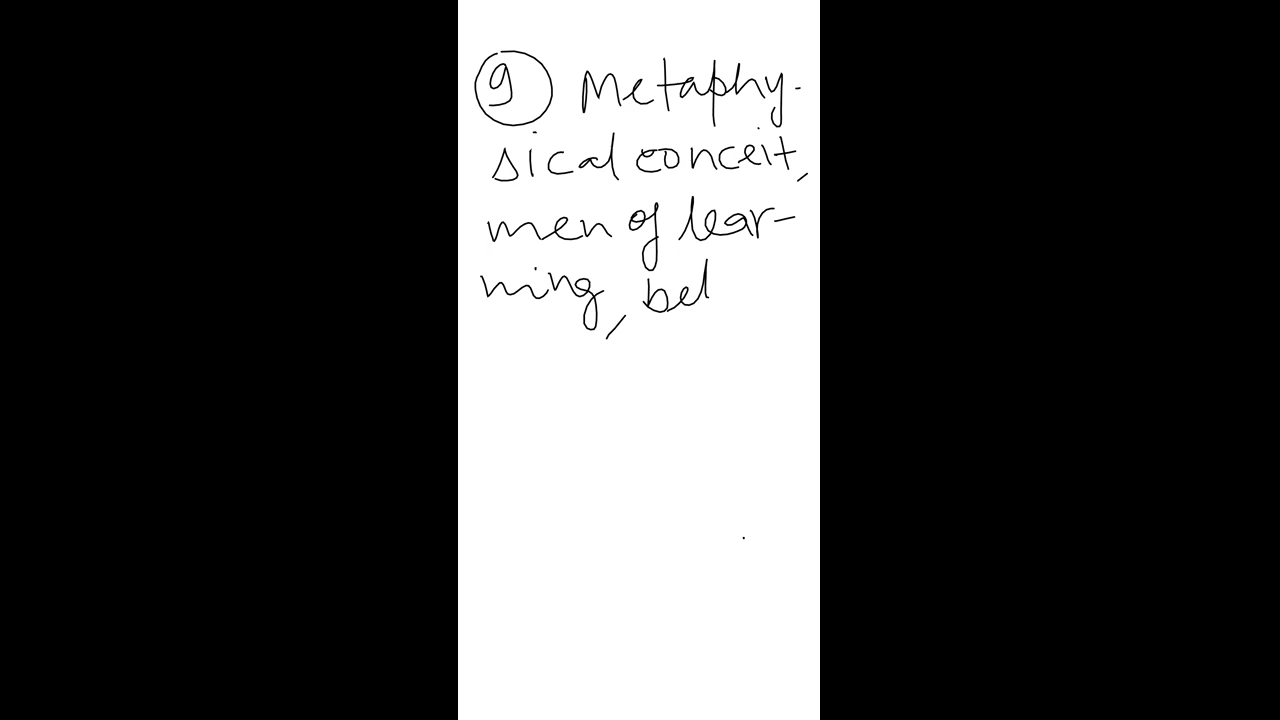 9 Metaphy-
sical conceit,
men of lear-
ning, bel